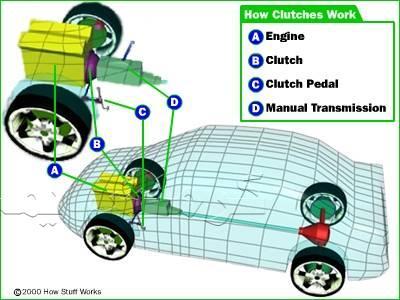 How Clutches Work
A Engine
B Clutch
C Clutch Pedal
D Manual Transmission
C
D
B
A
©2000 How Stuff Works